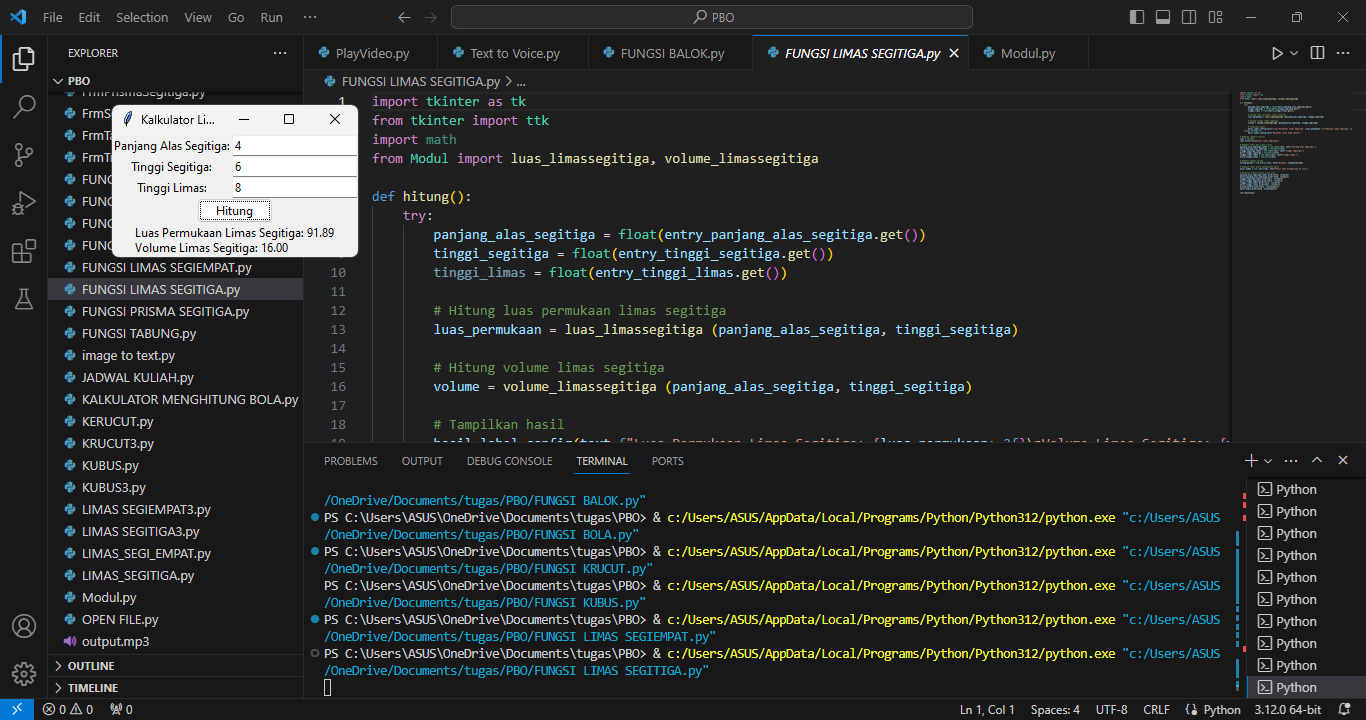 File Edit Selection View Go Run ··· PBO
EXPLORER ···
PlayVideo.py Text to Voice.py FUNGSI BALOK.py FUNGSI LIMAS SEGITIGA.py Modul.py
PBO
FUNGSI LIMAS SEGITIGA.py > ...
FrmPrismaSegitiga.py
FrmS
FrmTa
FrmTr
FUNG
FUNG
FUNG
FUNG
FUNGSI LIMAS SEGIEMPAT.py
FUNGSI LIMAS SEGITIGA.py
FUNGSI PRISMA SEGITIGA.py
FUNGSI TABUNG.py
image to text.py
JADWAL KULIAH.py
KALKULATOR MENGHITUNG BOLA.py
KERUCUT.py
KRUCUT3.py
KUBUS.py
KUBUS3.py
LIMAS SEGIEMPAT3.py
LIMAS SEGITIGA3.py
LIMAS_SEGI_EMPAT.py
LIMAS_SEGITIGA.py
Modul.py
OPEN FILE.py
output.mp3
OUTLINE
TIMELINE
Kalkulator Li...
Panjang Alas Segitiga: 4
Tinggi Segitiga: 6
Tinggi Limas: 8
Hitung
Luas Permukaan Limas Segitiga: 91.89
Volume Limas Segitiga: 16.00
1 import tkinter as tk
from tkinter import ttk
import math
from Modul import luas_limassegitiga, volume_limassegitiga
def hitung():
try:
panjang_alas_segitiga = float(entry_panjang_alas_segitiga.get())
tinggi_segitiga = float(entry_tinggi_segitiga.get())
10 tinggi_limas = float(entry_tinggi_limas.get())
11
12 # Hitung luas permukaan limas segitiga
13 luas_permukaan = luas_limassegitiga (panjang_alas_segitiga, tinggi_segitiga)
14
15 # Hitung volume limas segitiga
16 volume = volume_limassegitiga (panjang_alas_segitiga, tinggi_segitiga)
17
18 # Tampilkan hasil
PROBLEMS OUTPUT DEBUG CONSOLE TERMINAL PORTS
/OneDrive/Documents/tugas/PBO/FUNGSI BALOK.py"
PS C:\Users\ASUS\OneDrive\Documents\tugas\PBO> & c:/Users/ASUS/AppData/Local/Programs/Python/Python312/python.exe "c:/Users/ASUS
/OneDrive/Documents/tugas/PBO/FUNGSI BOLA.py"
PS C:\Users\ASUS\OneDrive\Documents\tugas\PBO> & c:/Users/ASUS/AppData/Local/Programs/Python/Python312/python.exe "c:/Users/ASUS
/OneDrive/Documents/tugas/PBO/FUNGSI KRUCUT.py"
PS C:\Users\ASUS\OneDrive\Documents\tugas\PBO> & c:/Users/ASUS/AppData/Local/Programs/Python/Python312/python.exe "c:/Users/ASUS
/OneDrive/Documents/tugas/PBO/FUNGSI KUBUS.py"
PS C:\Users\ASUS\OneDrive\Documents\tugas\PBO> & c:/Users/ASUS/AppData/Local/Programs/Python/Python312/python.exe "c:/Users/ASUS
/OneDrive/Documents/tugas/PBO/FUNGSI LIMAS SEGIEMPAT.py"
PS C:\Users\ASUS\OneDrive\Documents\tugas\PBO> & c:/Users/ASUS/AppData/Local/Programs/Python/Python312/python.exe "c:/Users/ASUS
/OneDrive/Documents/tugas/PBO/FUNGSI LIMAS SEGITIGA.py"
Python
Python
Python
Python
Python
Python
Python
Python
Python
Python
0 0 0 Ln 1, Col 1 Spaces: 4 UTF-8 CRLF Python 3.12.0 64-bit